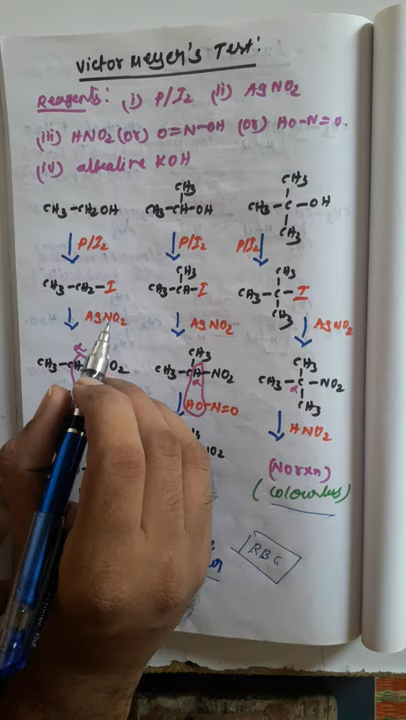 Victor Meyer's Test:
Reagents: (i) P/I2 (ii) AgNO2
(iii) HNO2 (or) O=N-OH (or) HO-N=O.
(iv) alkaline KOH
CH3-CH2OH CH3-CH-OH CH3-C-OH
CH3 CH3 CH3
P/I2 P/I2 P/I2
CH3-CH2-I CH3-CH-I CH3-C-I
CH3 CH3 CH3
AgNO2 AgNO2 AgNO2
CH3 O2 CH3-CH-NO2 CH3-C-NO2
α CH3 α CH3 α CH3
HO-N=O HNO2
(No rxn)
(colourless)
RBC